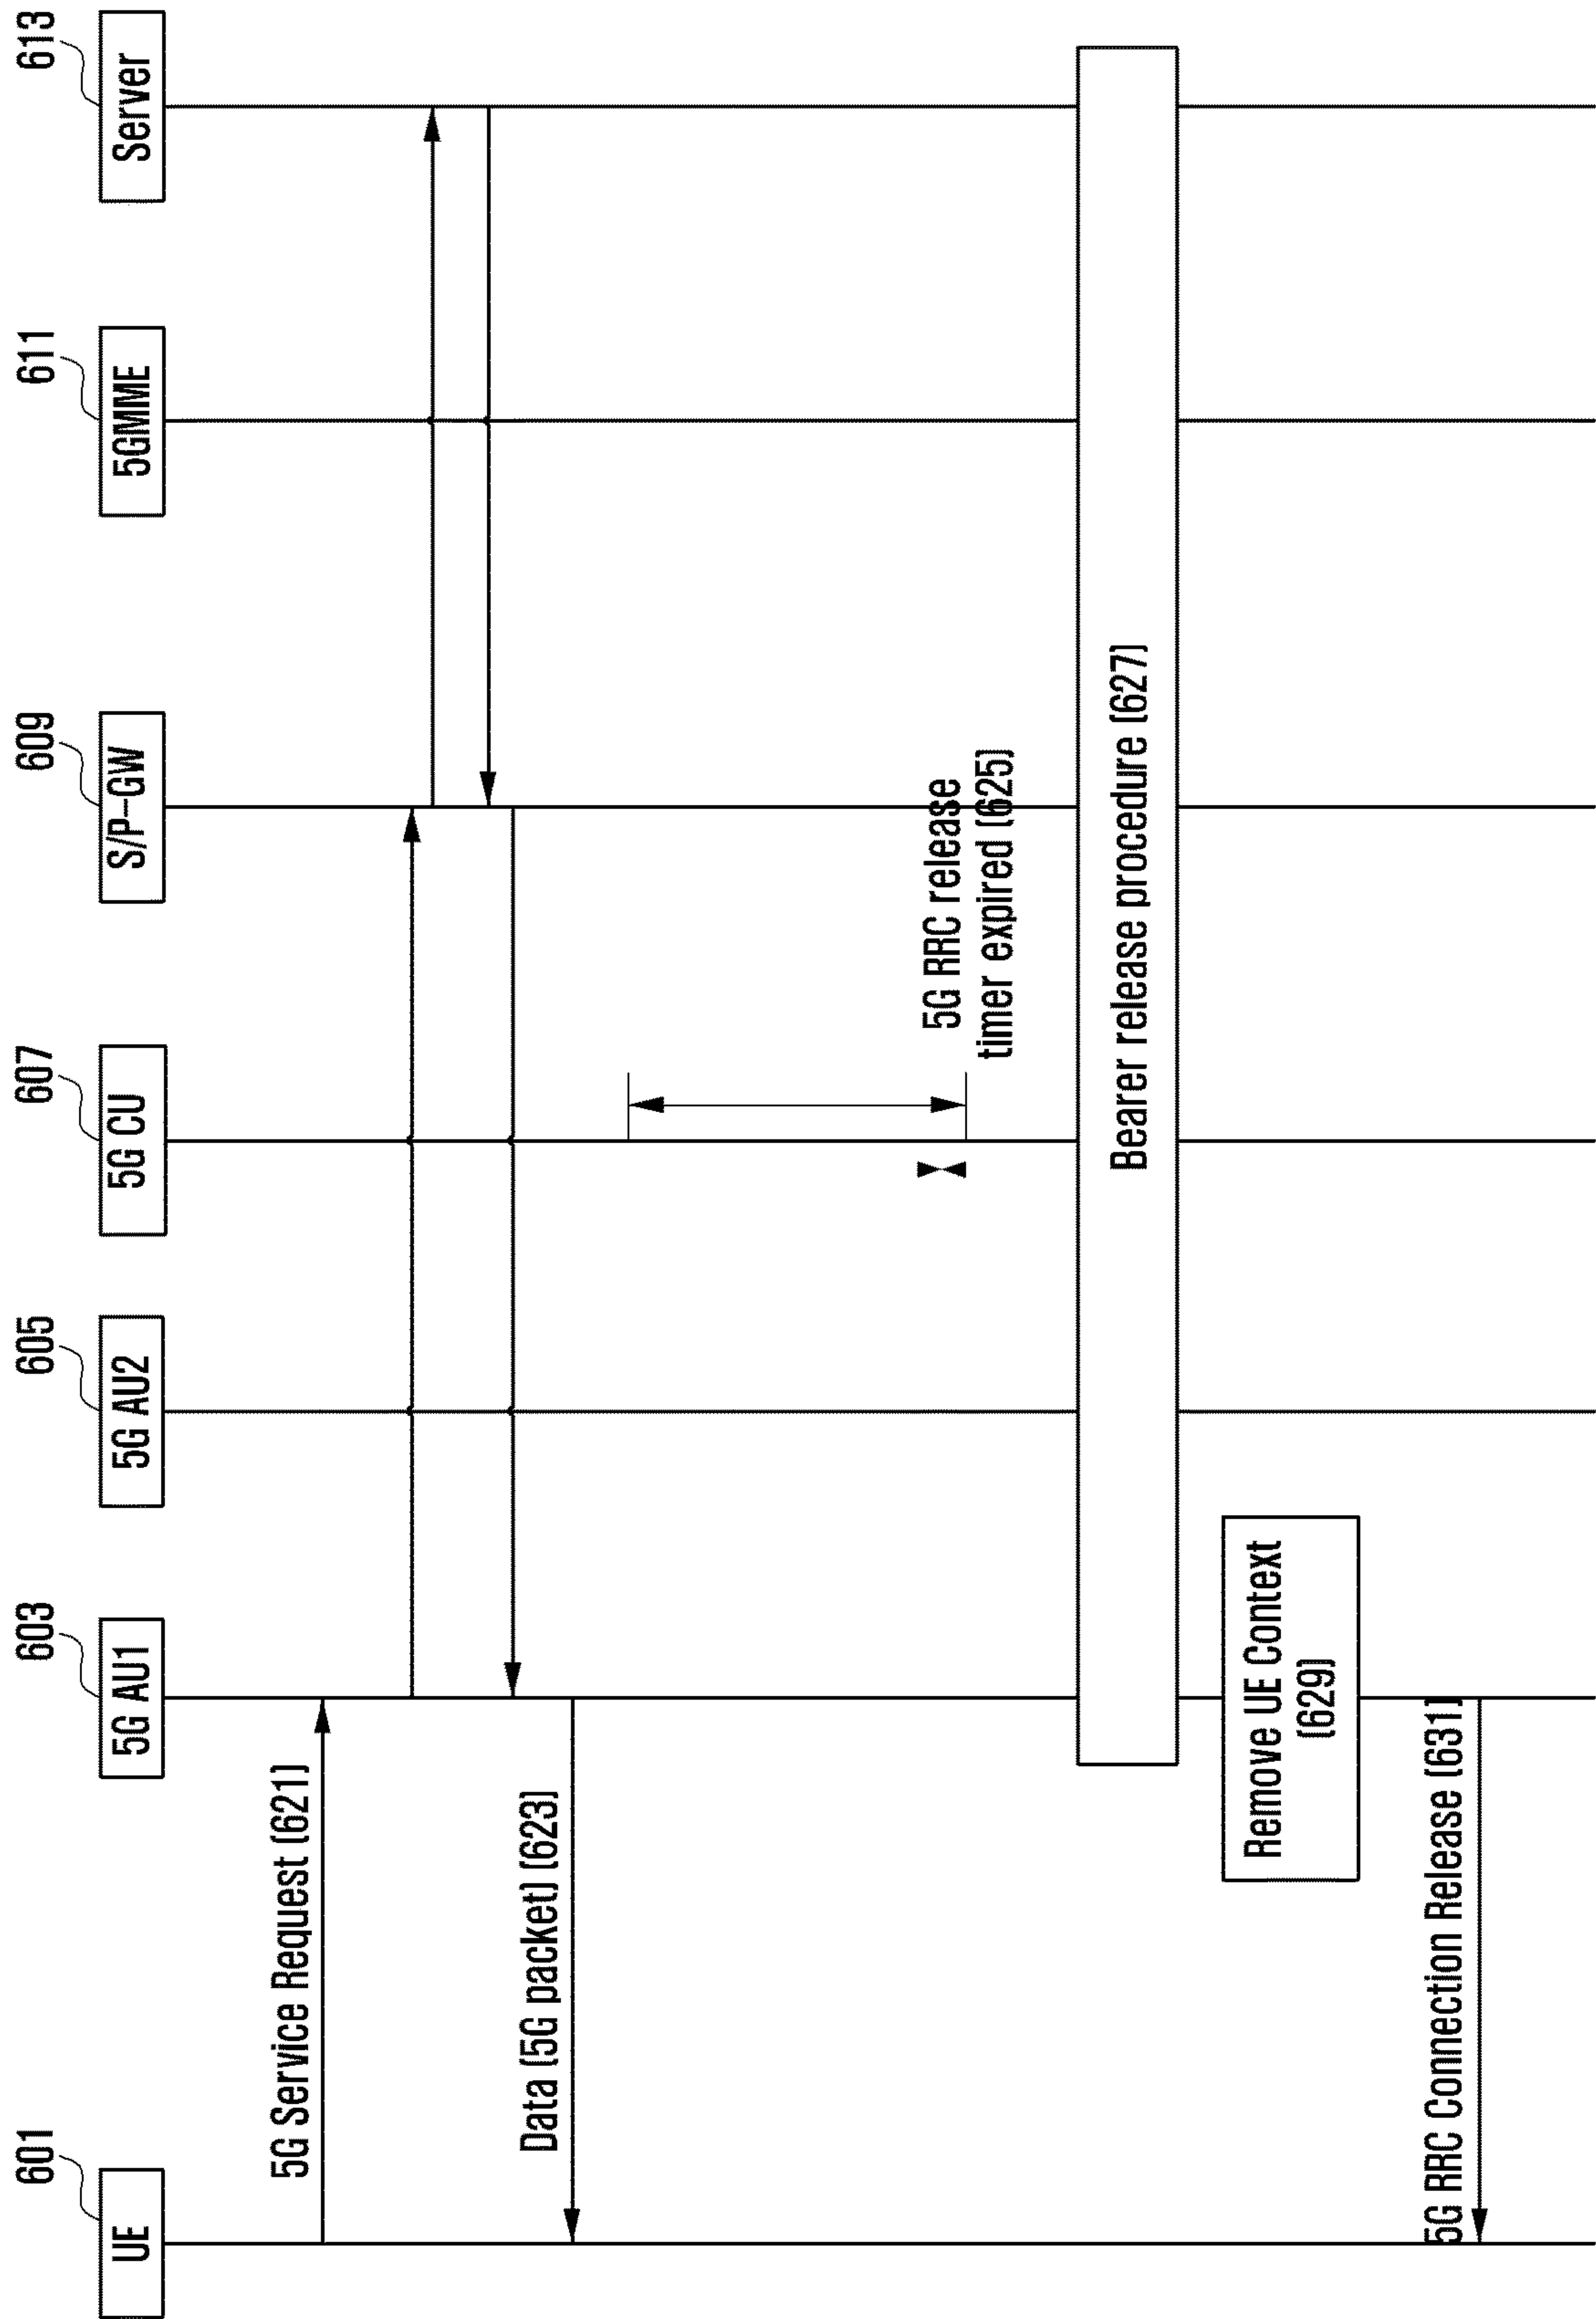 601
603
605
607
609
611
613
UE
5G AU1
5G AU2
5G CU
S/P-GW
5GMME
Server
5G Service Request (621)
Data (5G packet) (623)
5G RRC release
timer expired (625)
Bearer release procedure (627)
Remove UE Context
(629)
5G RRC Connection Release (631)